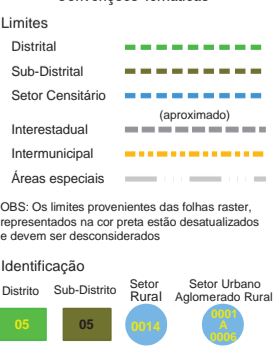 Convenções Temáticas
Limites
Distrital
Sub-Distrital
Setor Censitário
(aproximado)
Interestadual
Intermunicipal
Áreas especiais
OBS: Os limites provenientes das folhas raster,
representados na cor preta estão desatualizados
e devem ser desconsiderados
Identificação
Distrito
Sub-Distrito
Setor
Rural
Setor Urbano
Aglomerado Rural
05
05
0014
0001
A
0006